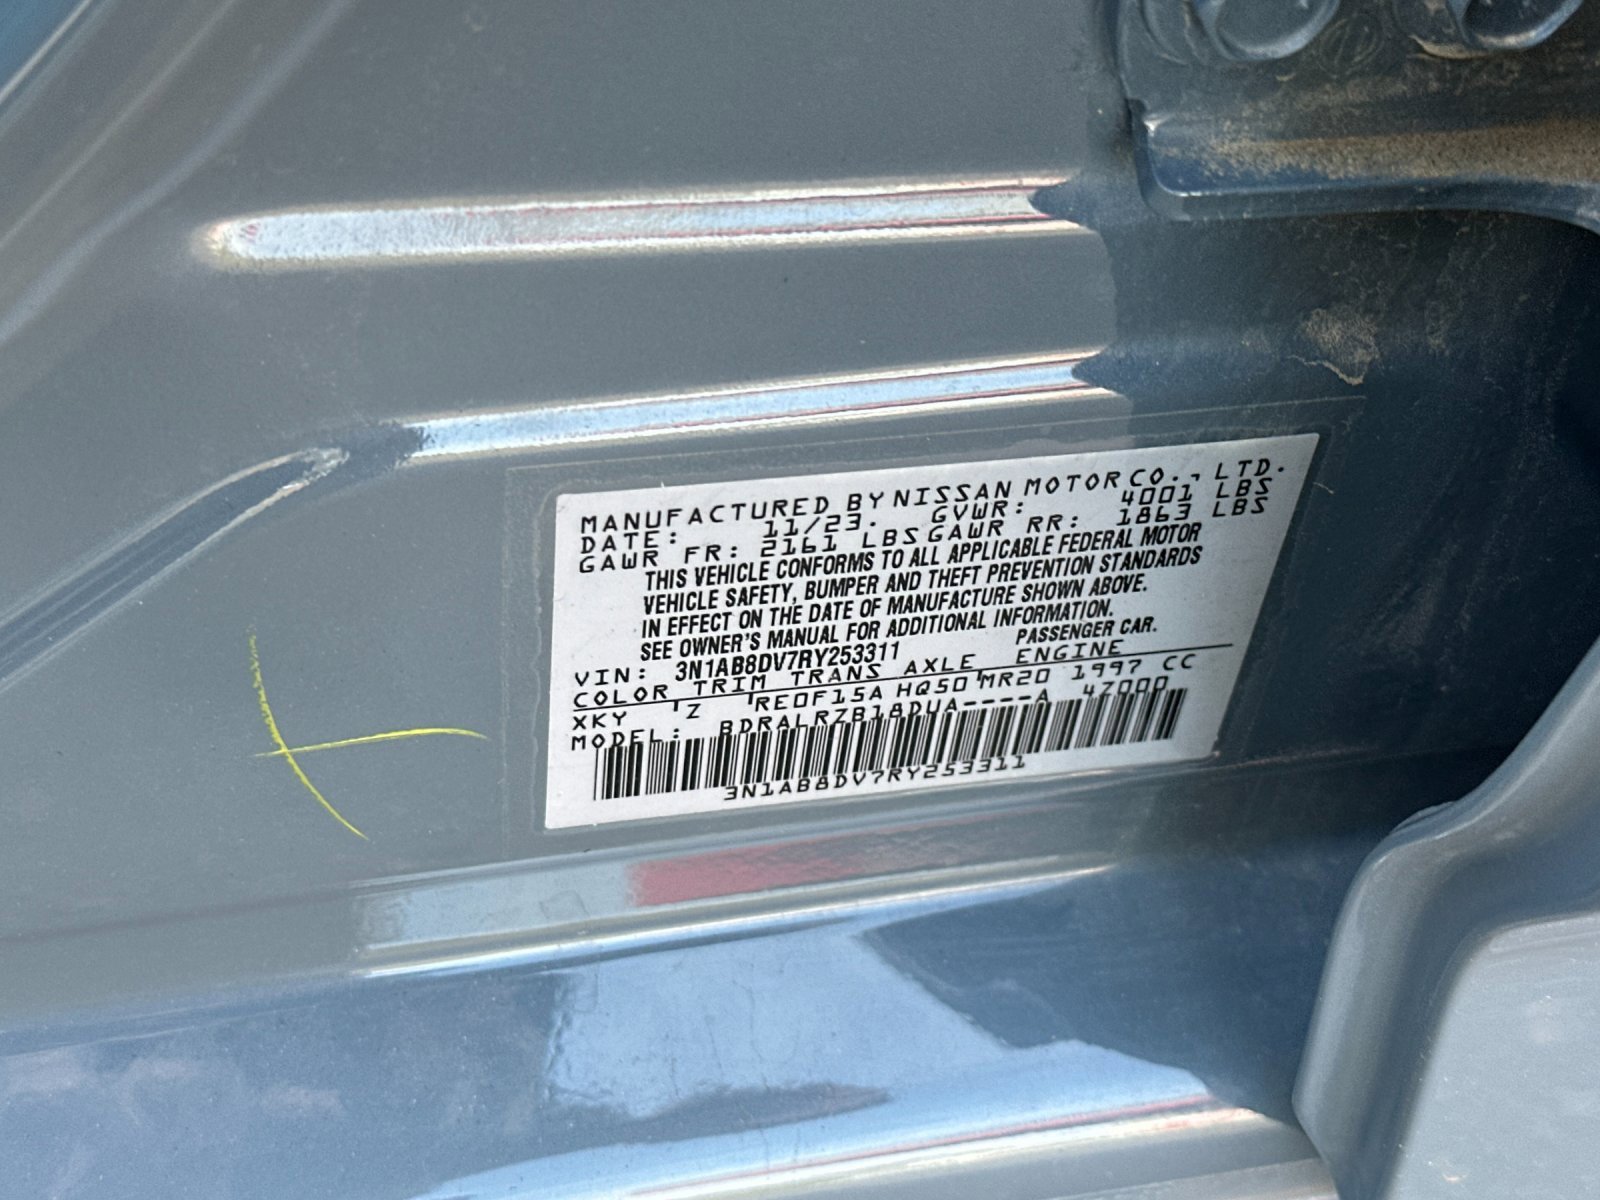 MANUFACTURED BY NISSAN MOTOR CO., LTD.
DATE: 11/23. GVWR: 4001 LBS
GAWR FR: 2161 LBS GAWR RR: 1863 LBS
THIS VEHICLE CONFORMS TO ALL APPLICABLE FEDERAL MOTOR
VEHICLE SAFETY, BUMPER AND THEFT PREVENTION STANDARDS
IN EFFECT ON THE DATE OF MANUFACTURE SHOWN ABOVE.
SEE OWNER'S MANUAL FOR ADDITIONAL INFORMATION.
VIN: 3N1AB8DV7RY253311 PASSENGER CAR.
COLOR TRIM TRANS AXLE ENGINE
XKY Z RE0F15A HQ50 MR20 1997 CC
MODEL: BDRALRZB18DUA----A 47000
3N1AB8DV7RY253311